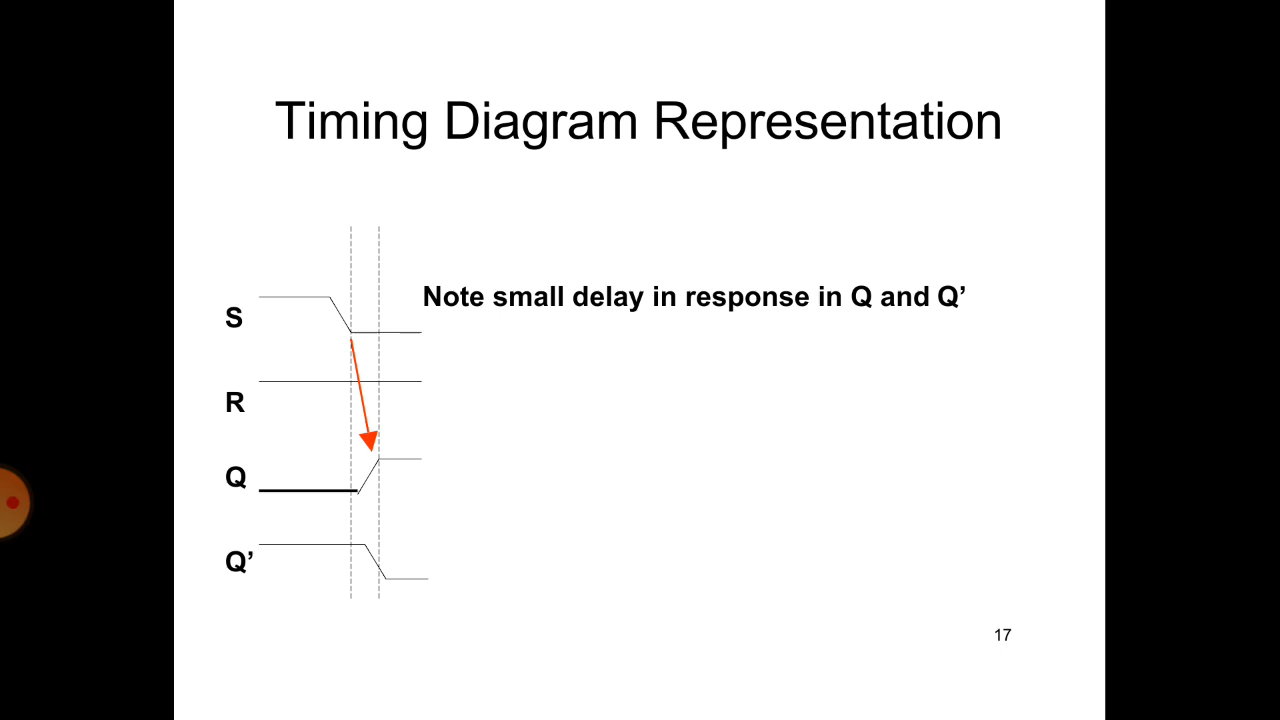 Timing Diagram Representation
Note small delay in response in Q and Q’
S
R
Q
Q’
17